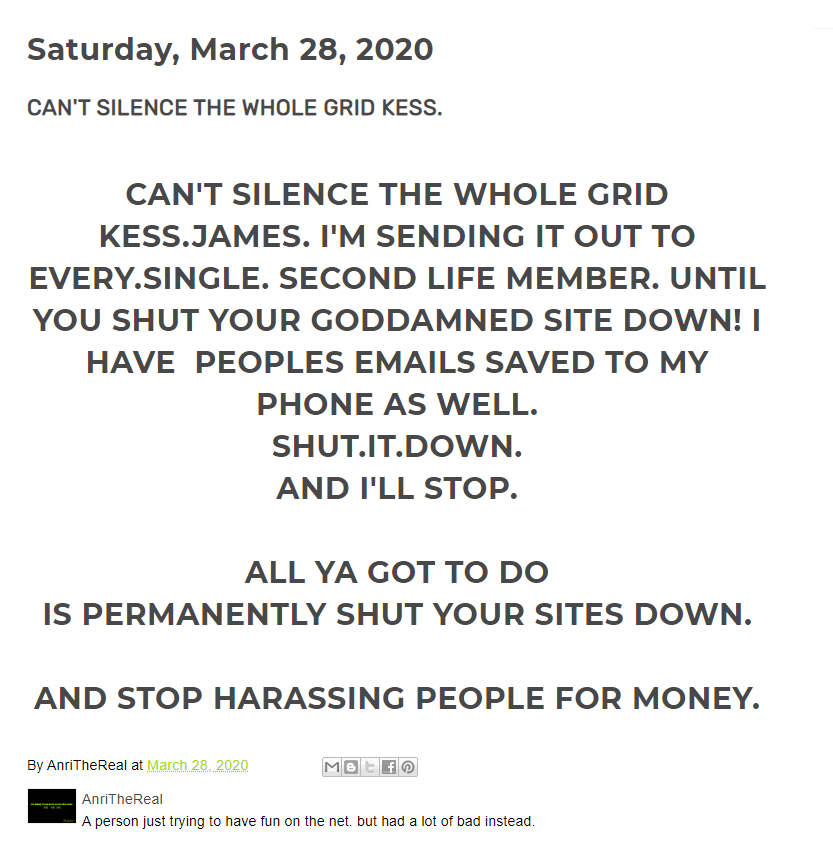 Saturday, March 28, 2020
CAN'T SILENCE THE WHOLE GRID KESS.
CAN'T SILENCE THE WHOLE GRID
KESS.JAMES. I'M SENDING IT OUT TO
EVERY.SINGLE. SECOND LIFE MEMBER. UNTIL
YOU SHUT YOUR GODDAMNED SITE DOWN! I
HAVE  PEOPLES EMAILS SAVED TO MY
PHONE AS WELL.
SHUT.IT.DOWN.
AND I'LL STOP.
ALL YA GOT TO DO
IS PERMANENTLY SHUT YOUR SITES DOWN.
AND STOP HARASSING PEOPLE FOR MONEY.
By AnriTheReal at March 28, 2020
AnriTheReal
A person just trying to have fun on the net. but had a lot of bad instead.